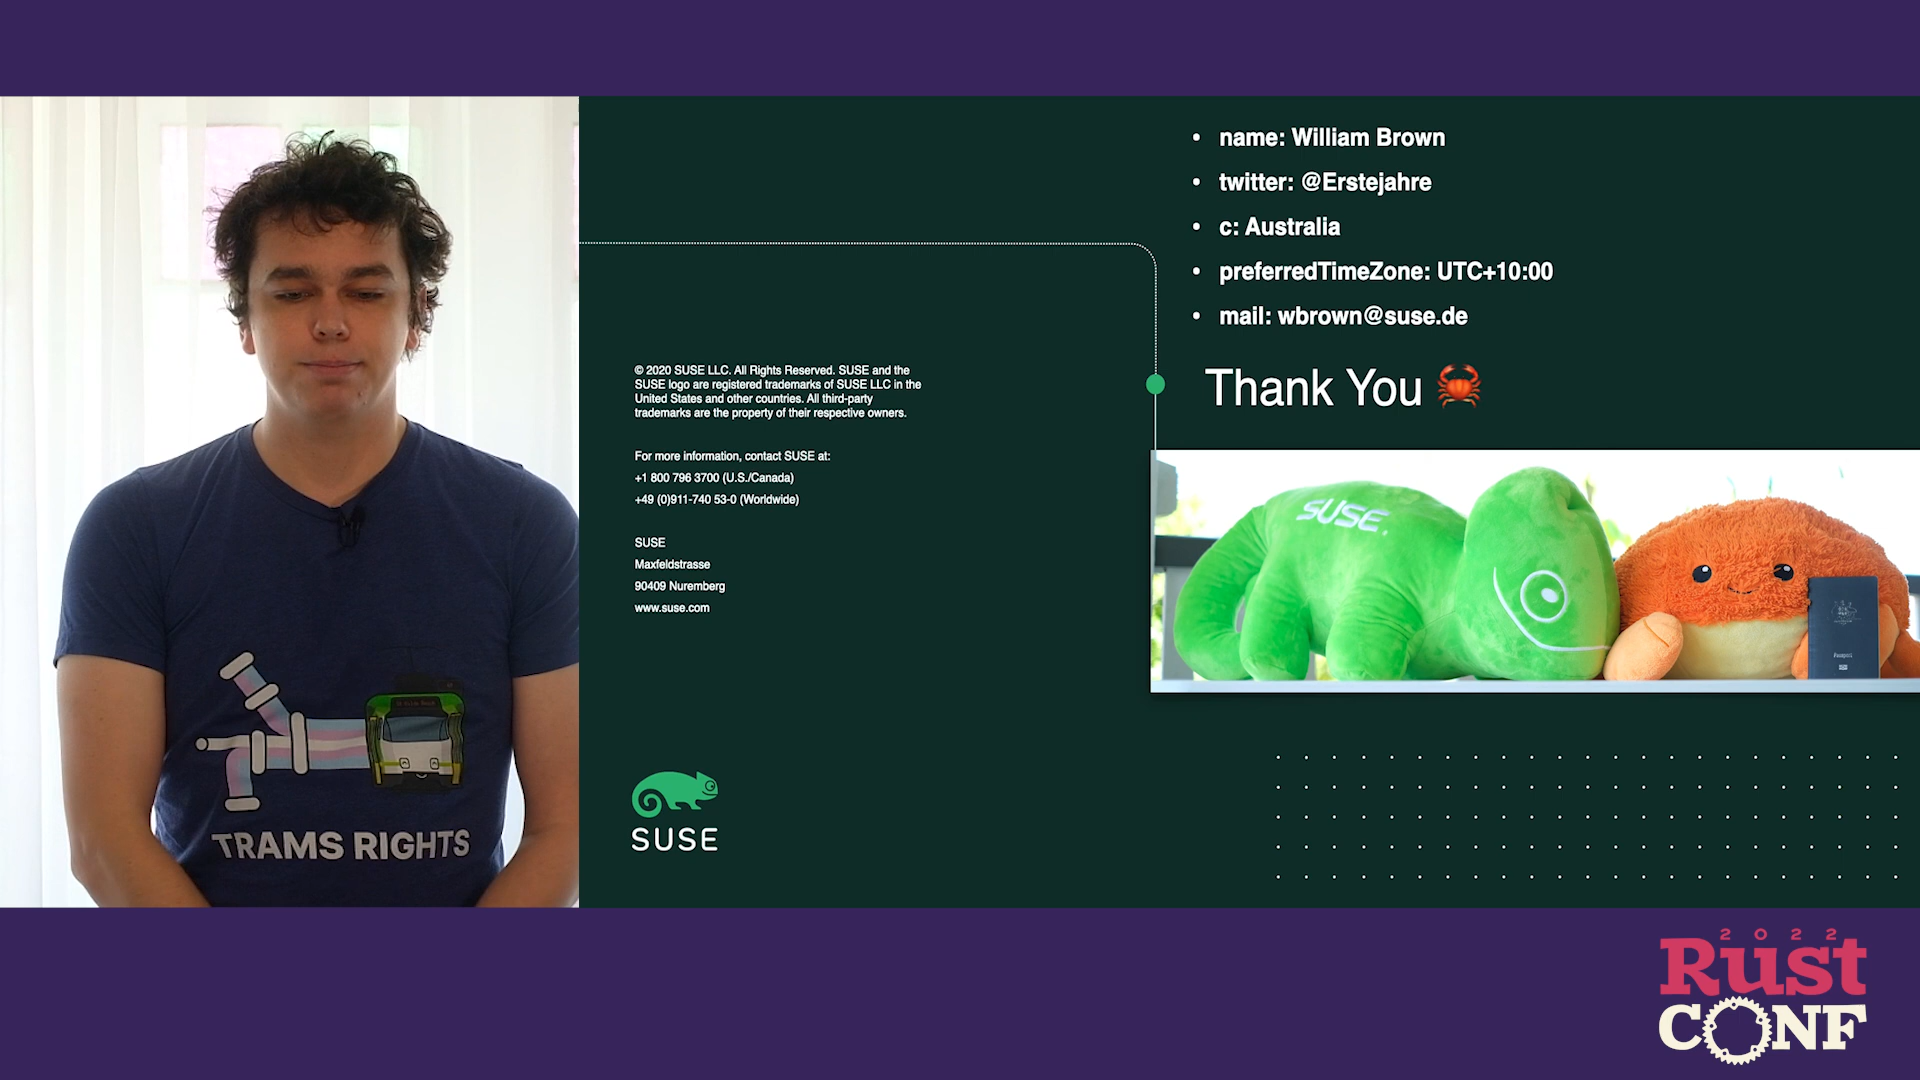 • name: William Brown
• twitter: @Erstejahre
• c: Australia
• preferredTimeZone: UTC+10:00
• mail: wbrown@suse.de
Thank You 🦀
© 2020 SUSE LLC. All Rights Reserved. SUSE and the
SUSE logo are registered trademarks of SUSE LLC in the
United States and other countries. All third-party
trademarks are the property of their respective owners.
For more information, contact SUSE at:
+1 800 796 3700 (U.S./Canada)
+49 (0)911-740 53-0 (Worldwide)
SUSE
Maxfeldstrasse
90409 Nuremberg
www.suse.com
SUSE.
Passport
SUSE
TRAMS RIGHTS
2022
Rust
CONF